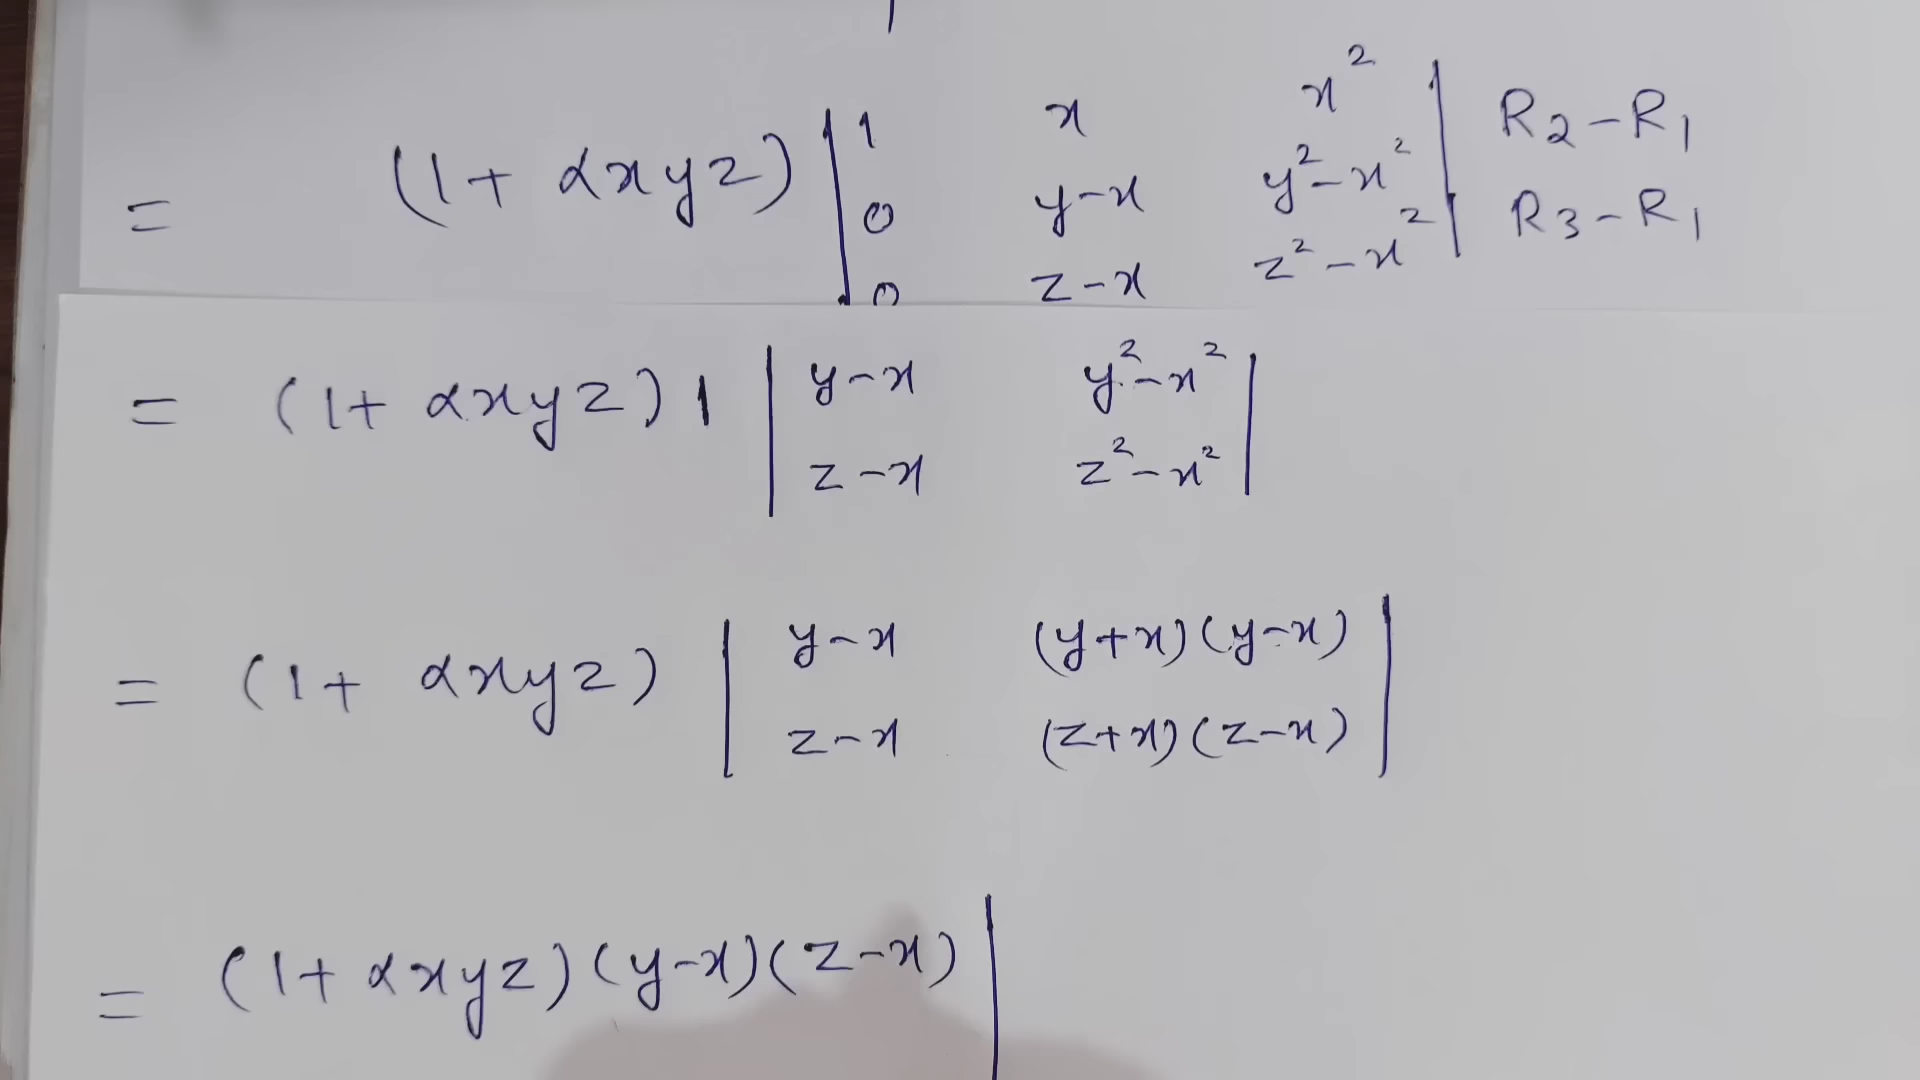 = (1+ αxyz) | 1 x x² | R2-R1
| 0 y-x y²-x² | R3-R1
| 0 z-x z²-x² |
= (1+ αxyz) 1 | y-x y²-x² |
| z-x z²-x² |
= (1+ αxyz) | y-x (y+x)(y-x) |
| z-x (z+x)(z-x) |
= (1+ αxyz)(y-x)(z-x) |